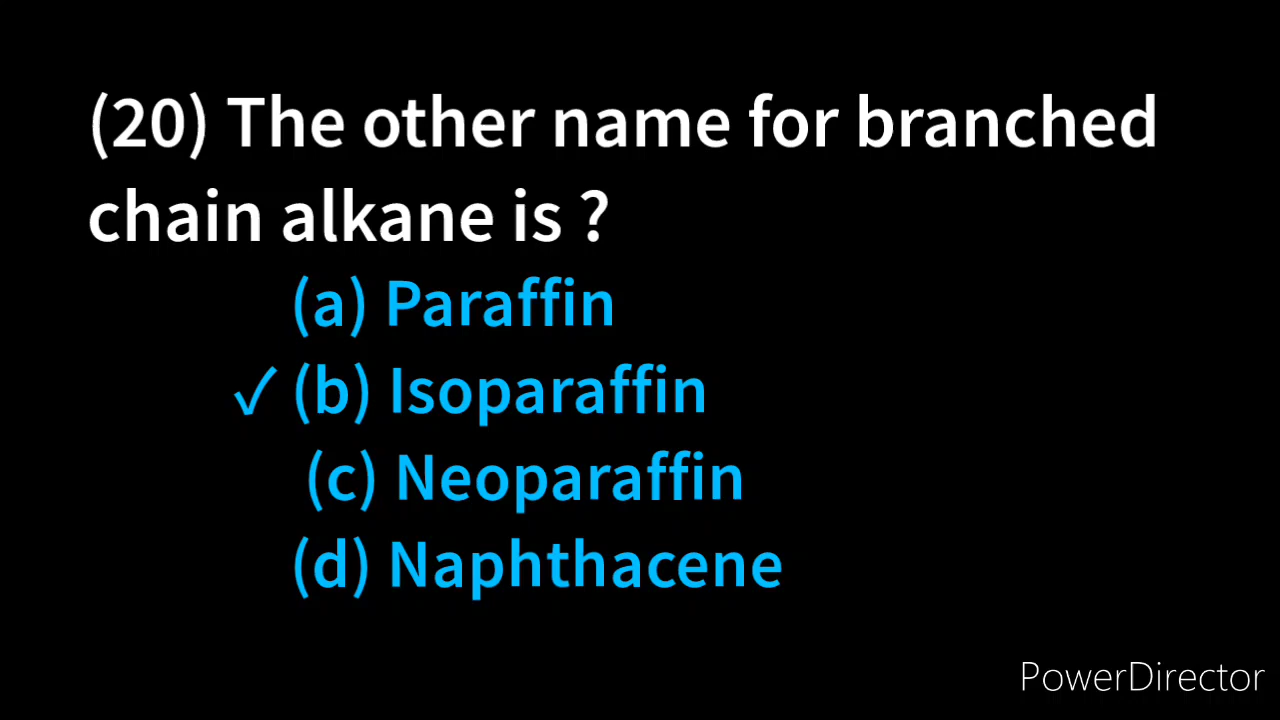 (20) The other name for branched
chain alkane is ?
(a) Paraffin
✓ (b) Isoparaffin
(c) Neoparaffin
(d) Naphthacene
PowerDirector